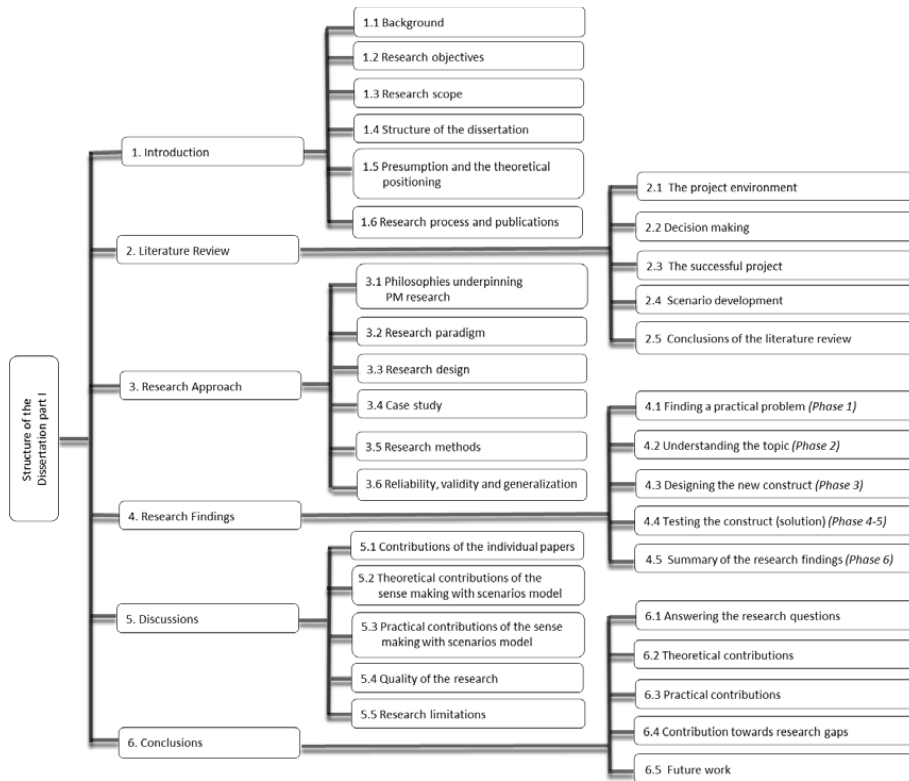 Structure of the
Dissertation part I
1. Introduction
1.1 Background
1.2 Research objectives
1.3 Research scope
1.4 Structure of the dissertation
1.5 Presumption and the theoretical
positioning
1.6 Research process and publications
2. Literature Review
2.1 The project environment
2.2 Decision making
2.3 The successful project
2.4 Scenario development
2.5 Conclusions of the literature review
3. Research Approach
3.1 Philosophies underpinning
PM research
3.2 Research paradigm
3.3 Research design
3.4 Case study
3.5 Research methods
3.6 Reliability, validity and generalization
4. Research Findings
4.1 Finding a practical problem (Phase 1)
4.2 Understanding the topic (Phase 2)
4.3 Designing the new construct (Phase 3)
4.4 Testing the construct (solution) (Phase 4-5)
4.5 Summary of the research findings (Phase 6)
5. Discussions
5.1 Contributions of the individual papers
5.2 Theoretical contributions of the
sense making with scenarios model
5.3 Practical contributions of the sense
making with scenarios model
5.4 Quality of the research
5.5 Research limitations
6. Conclusions
6.1 Answering the research questions
6.2 Theoretical contributions
6.3 Practical contributions
6.4 Contribution towards research gaps
6.5 Future work